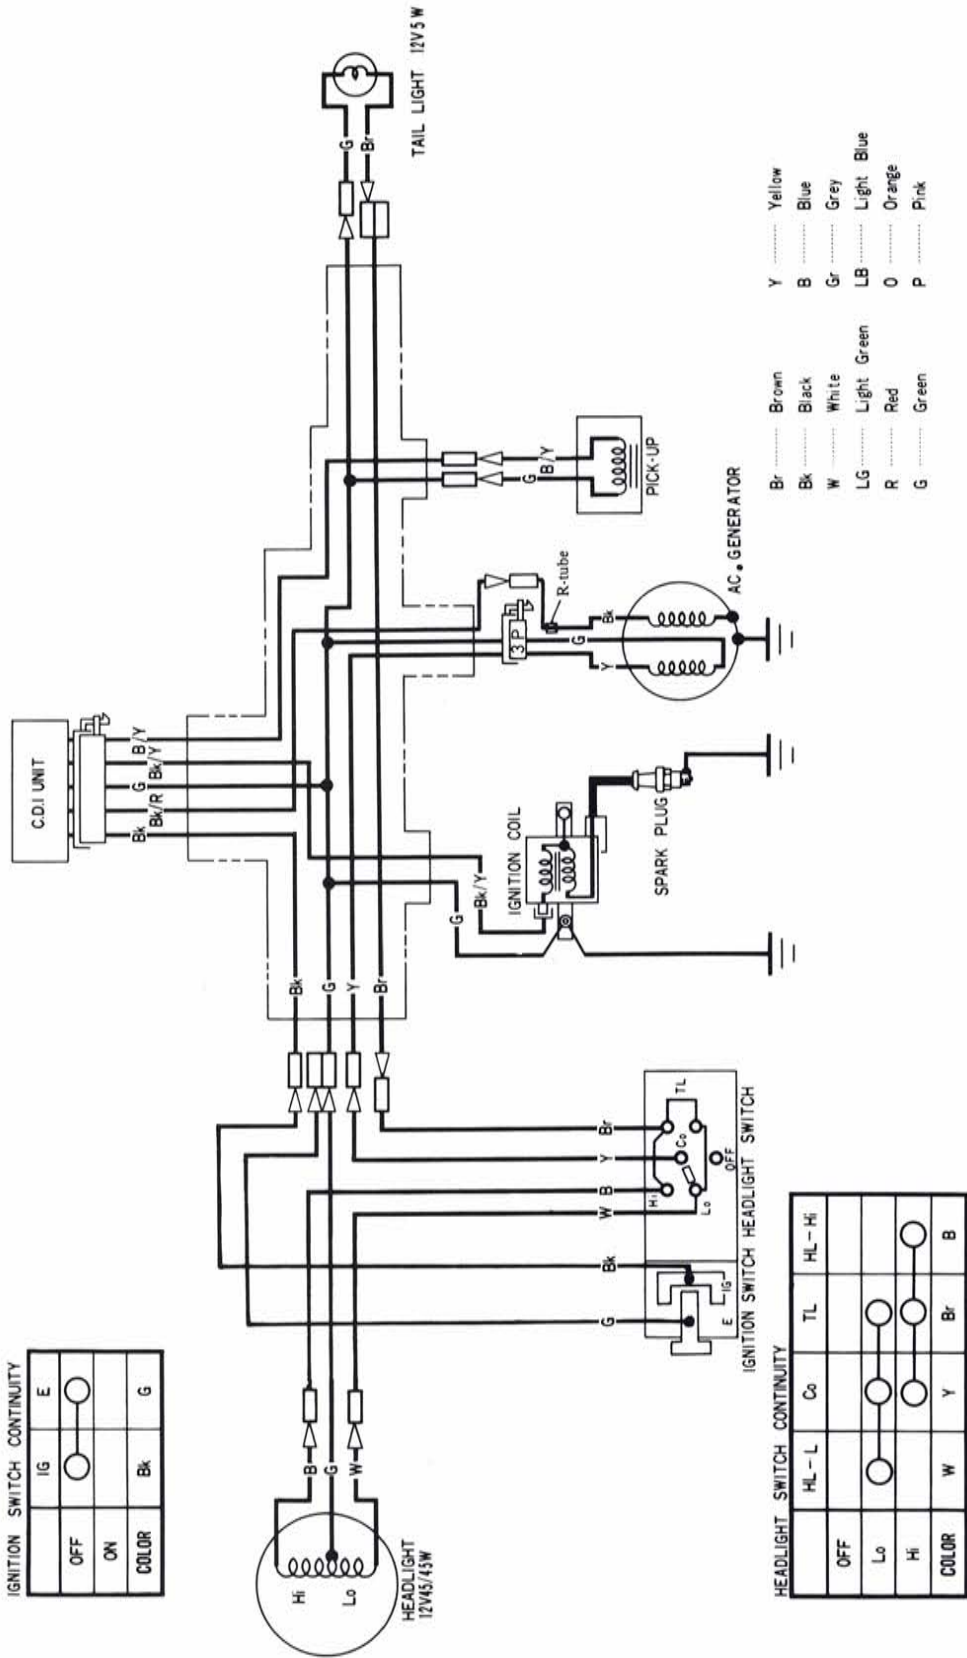 IGNITION SWITCH CONTINUITY
IG E
OFF
ON
COLOR Bk G
HEADLIGHT
12V45/45W
Hi
Lo
B
G
W
C.D.I UNIT
Bk
Bk/R
G
Bk/Y
B/Y
Bk
G
Y
Br
G
Br
TAIL LIGHT 12V5W
G
Bk/Y
IGNITION COIL
SPARK PLUG
3P
R-tube
Y
G
Bk
AC. GENERATOR
G
B/Y
PICK-UP
G
Bk
W
B
Y
Br
E
IG
Lo
Hi
Co
TL
OFF
IGNITION SWITCH HEADLIGHT SWITCH
HEADLIGHT SWITCH CONTINUITY
HL-L Co TL HL-Hi
OFF
Lo
Hi
COLOR W Y Br B
Br ........ Brown Y ........ Yellow
Bk ........ Black B ........ Blue
W ........ White Gr ........ Grey
LG ........ Light Green LB ........ Light Blue
R ........ Red O ........ Orange
G ........ Green P ........ Pink